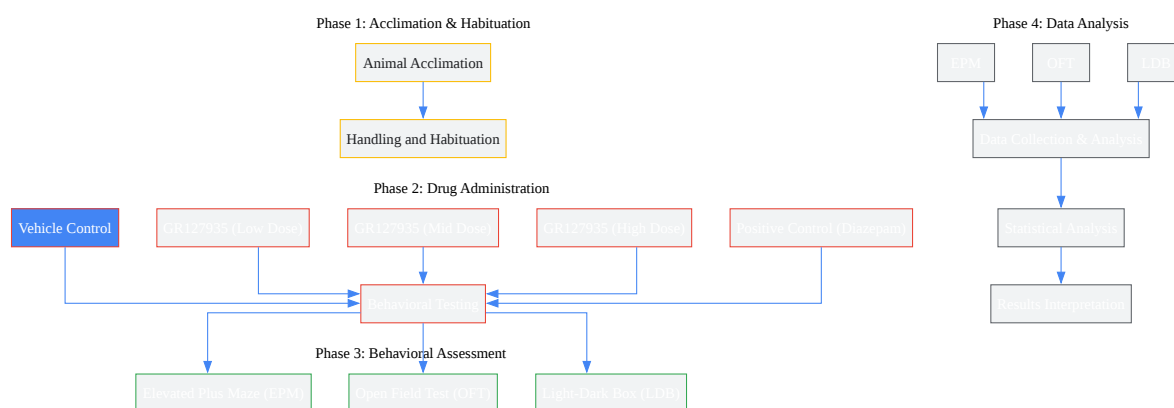 Phase 1: Acclimation & Habituation
Animal Acclimation
Handling and Habituation
Phase 2: Drug Administration
Vehicle Control
GR127935 (Low Dose)
GR127935 (Mid Dose)
GR127935 (High Dose)
Positive Control (Diazepam)
Behavioral Testing
Phase 3: Behavioral Assessment
Elevated Plus Maze (EPM)
Open Field Test (OFT)
Light-Dark Box (LDB)
Phase 4: Data Analysis
EPM
OFT
LDB
Data Collection & Analysis
Statistical Analysis
Results Interpretation